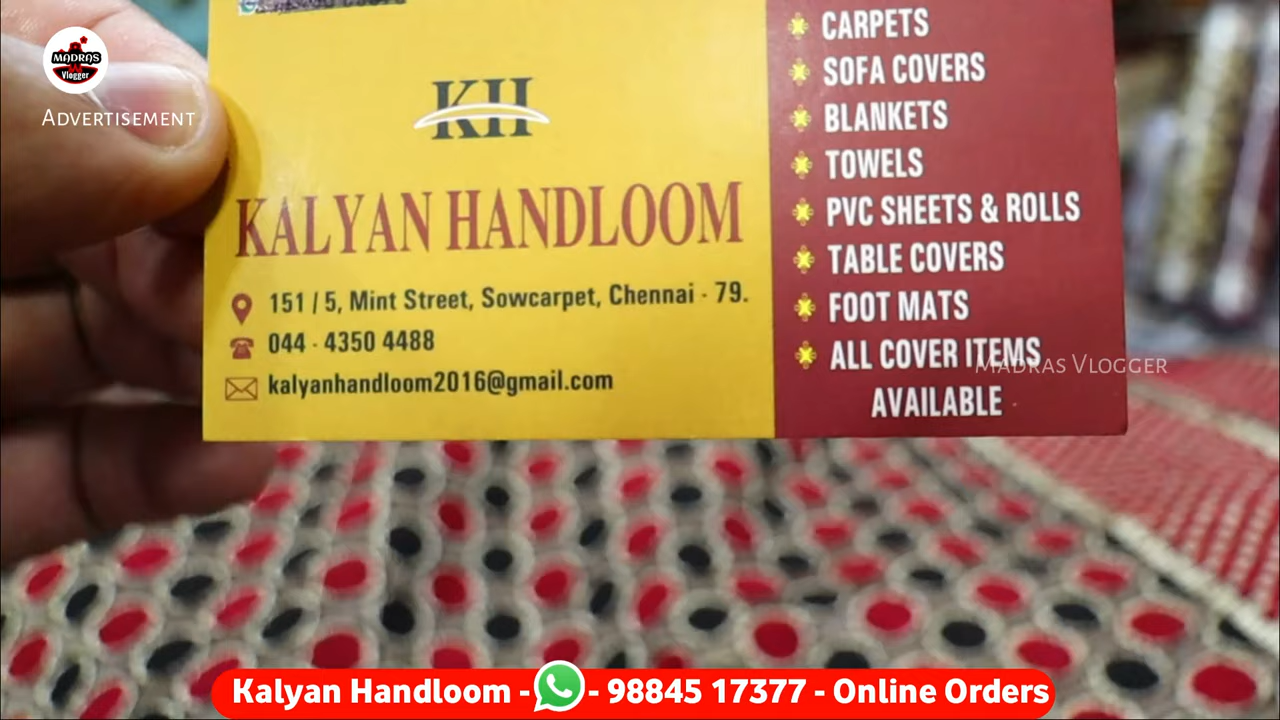 MADRAS
Vlogger
ADVERTISEMENT
KH
KALYAN HANDLOOM
151 / 5, Mint Street, Sowcarpet, Chennai - 79.
044 - 4350 4488
kalyanhandloom2016@gmail.com
CARPETS
SOFA COVERS
BLANKETS
TOWELS
PVC SHEETS & ROLLS
TABLE COVERS
FOOT MATS
ALL COVER ITEMS
AVAILABLE
MADRAS VLOGGER
Kalyan Handloom - - 98845 17377 - Online Orders